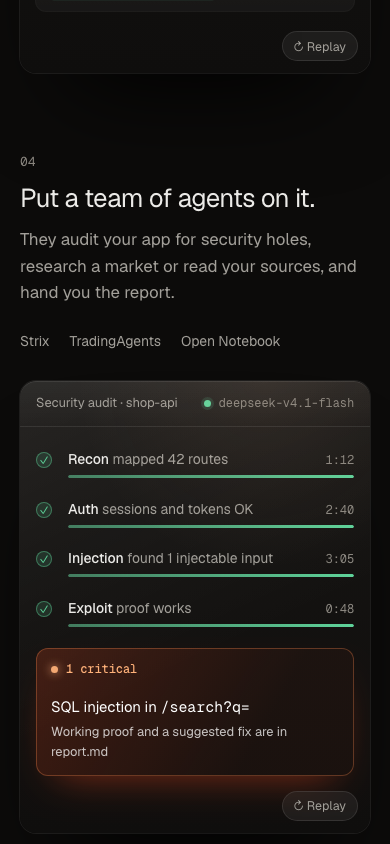 Replay
04
Put a team of agents on it.
They audit your app for security holes,
research a market or read your sources, and
hand you the report.
Strix TradingAgents Open Notebook
Security audit · shop-api deepseek-v4.1-flash
Recon mapped 42 routes 1:12
Auth sessions and tokens OK 2:40
Injection found 1 injectable input 3:05
Exploit proof works 0:48
1 critical
SQL injection in /search?q=
Working proof and a suggested fix are in
report.md
Replay